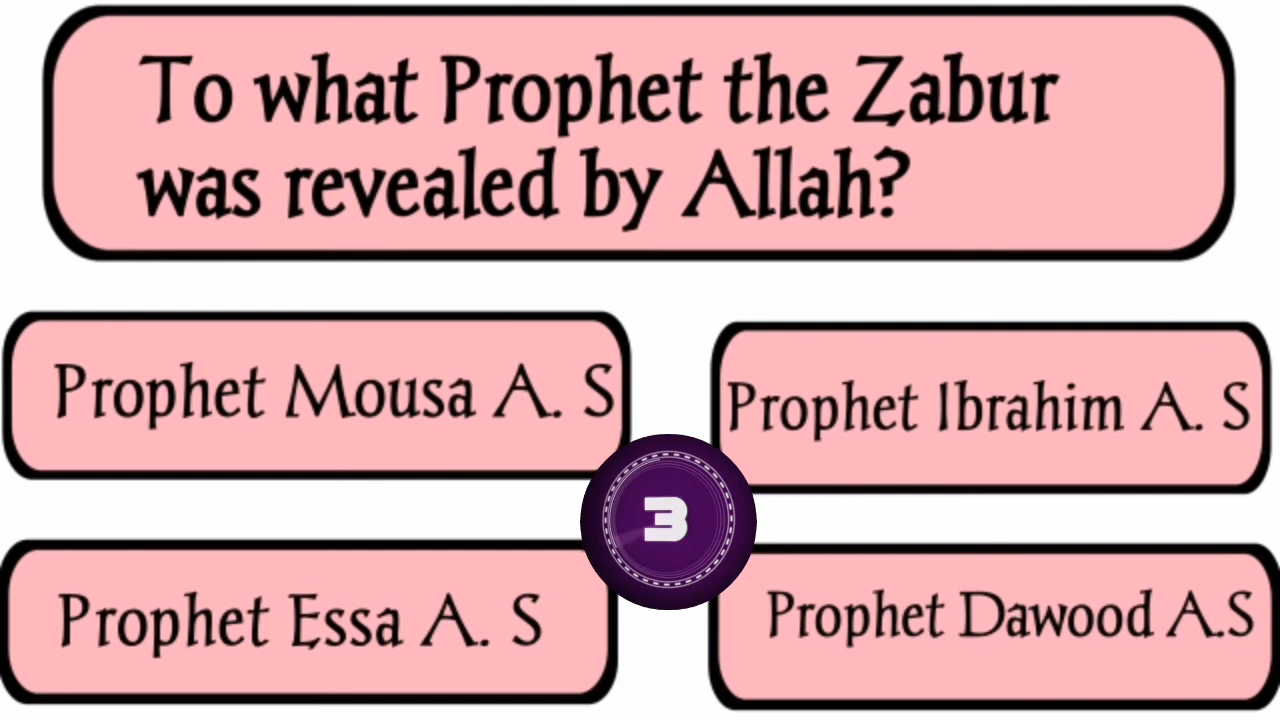 To what Prophet the Zabur
was revealed by Allah?
Prophet Mousa A. S
Prophet Ibrahim A. S
3
Prophet Essa A. S
Prophet Dawood A.S